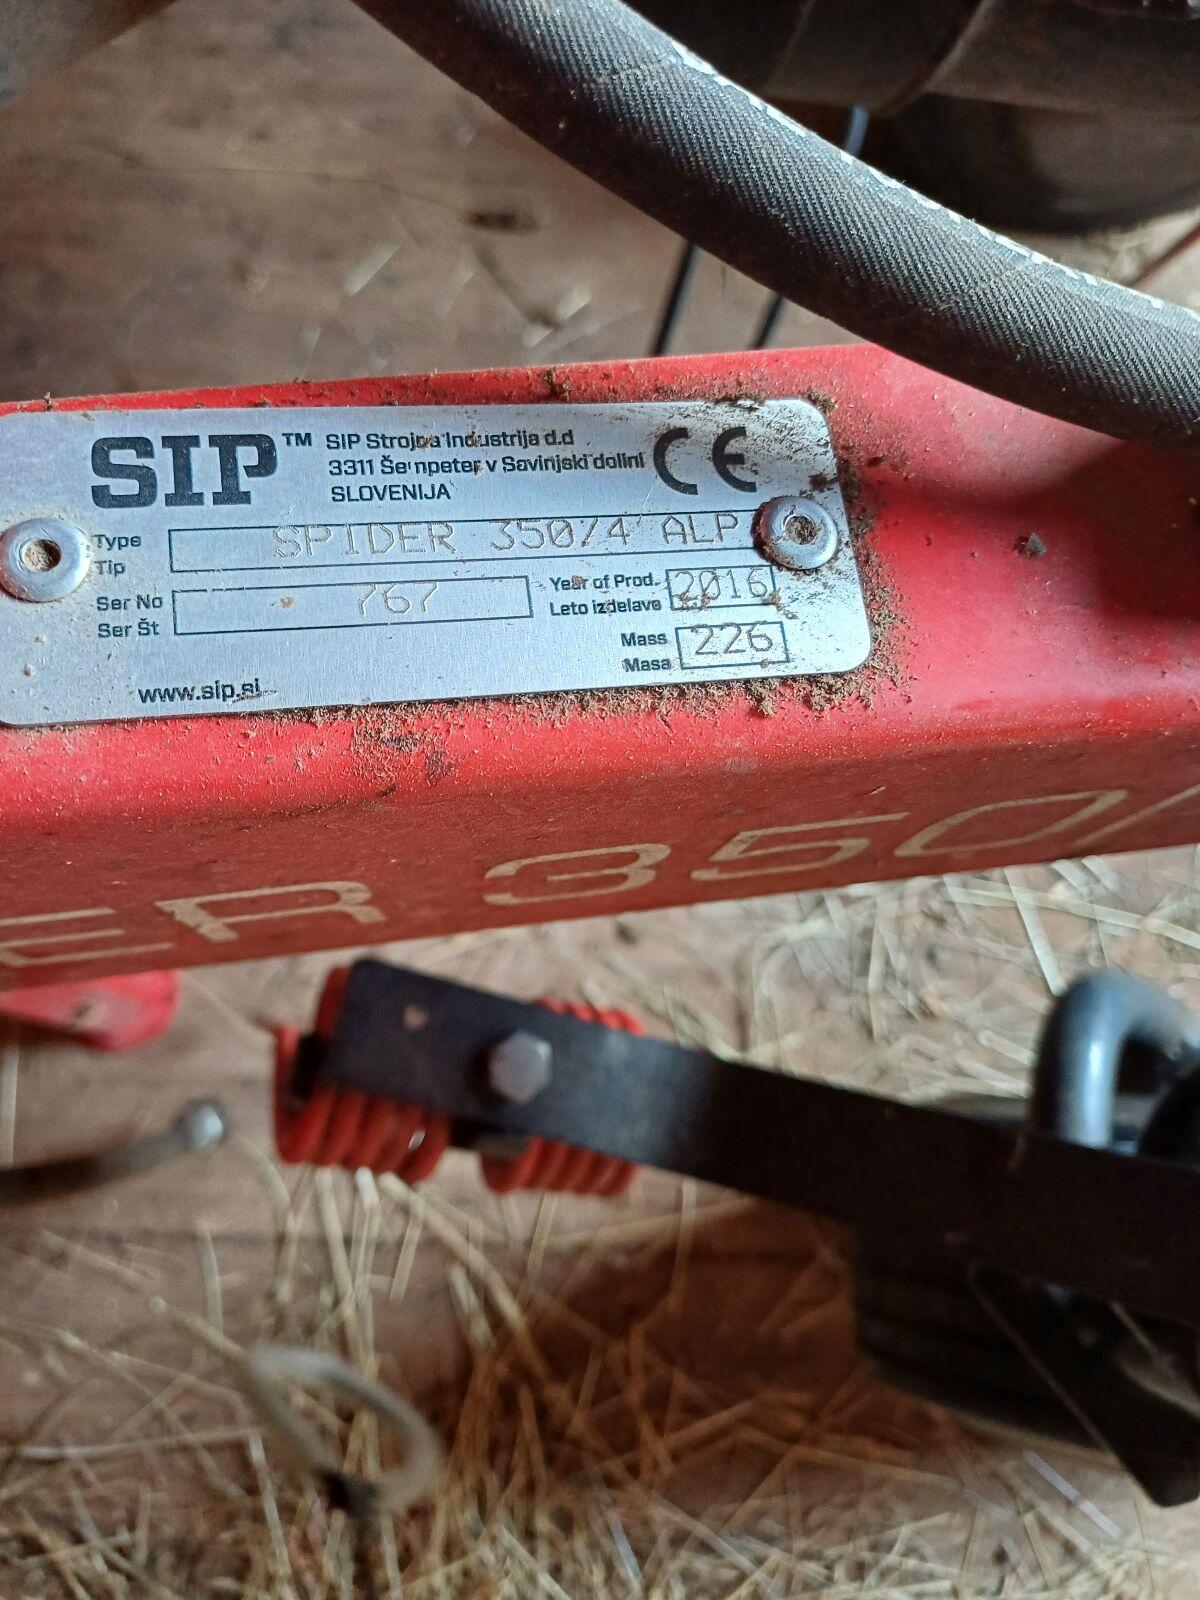 SIP™
SIP Strojna Industrija d.d
3311 Šempeter v Savinjski dolini
SLOVENIJA
CE
Type
Tip
SPIDER 350/4 ALP
Ser No
Ser Št
767
Year of Prod.
Leto izdelave
2016
Mass
Masa
226
www.sip.si
ER 350/